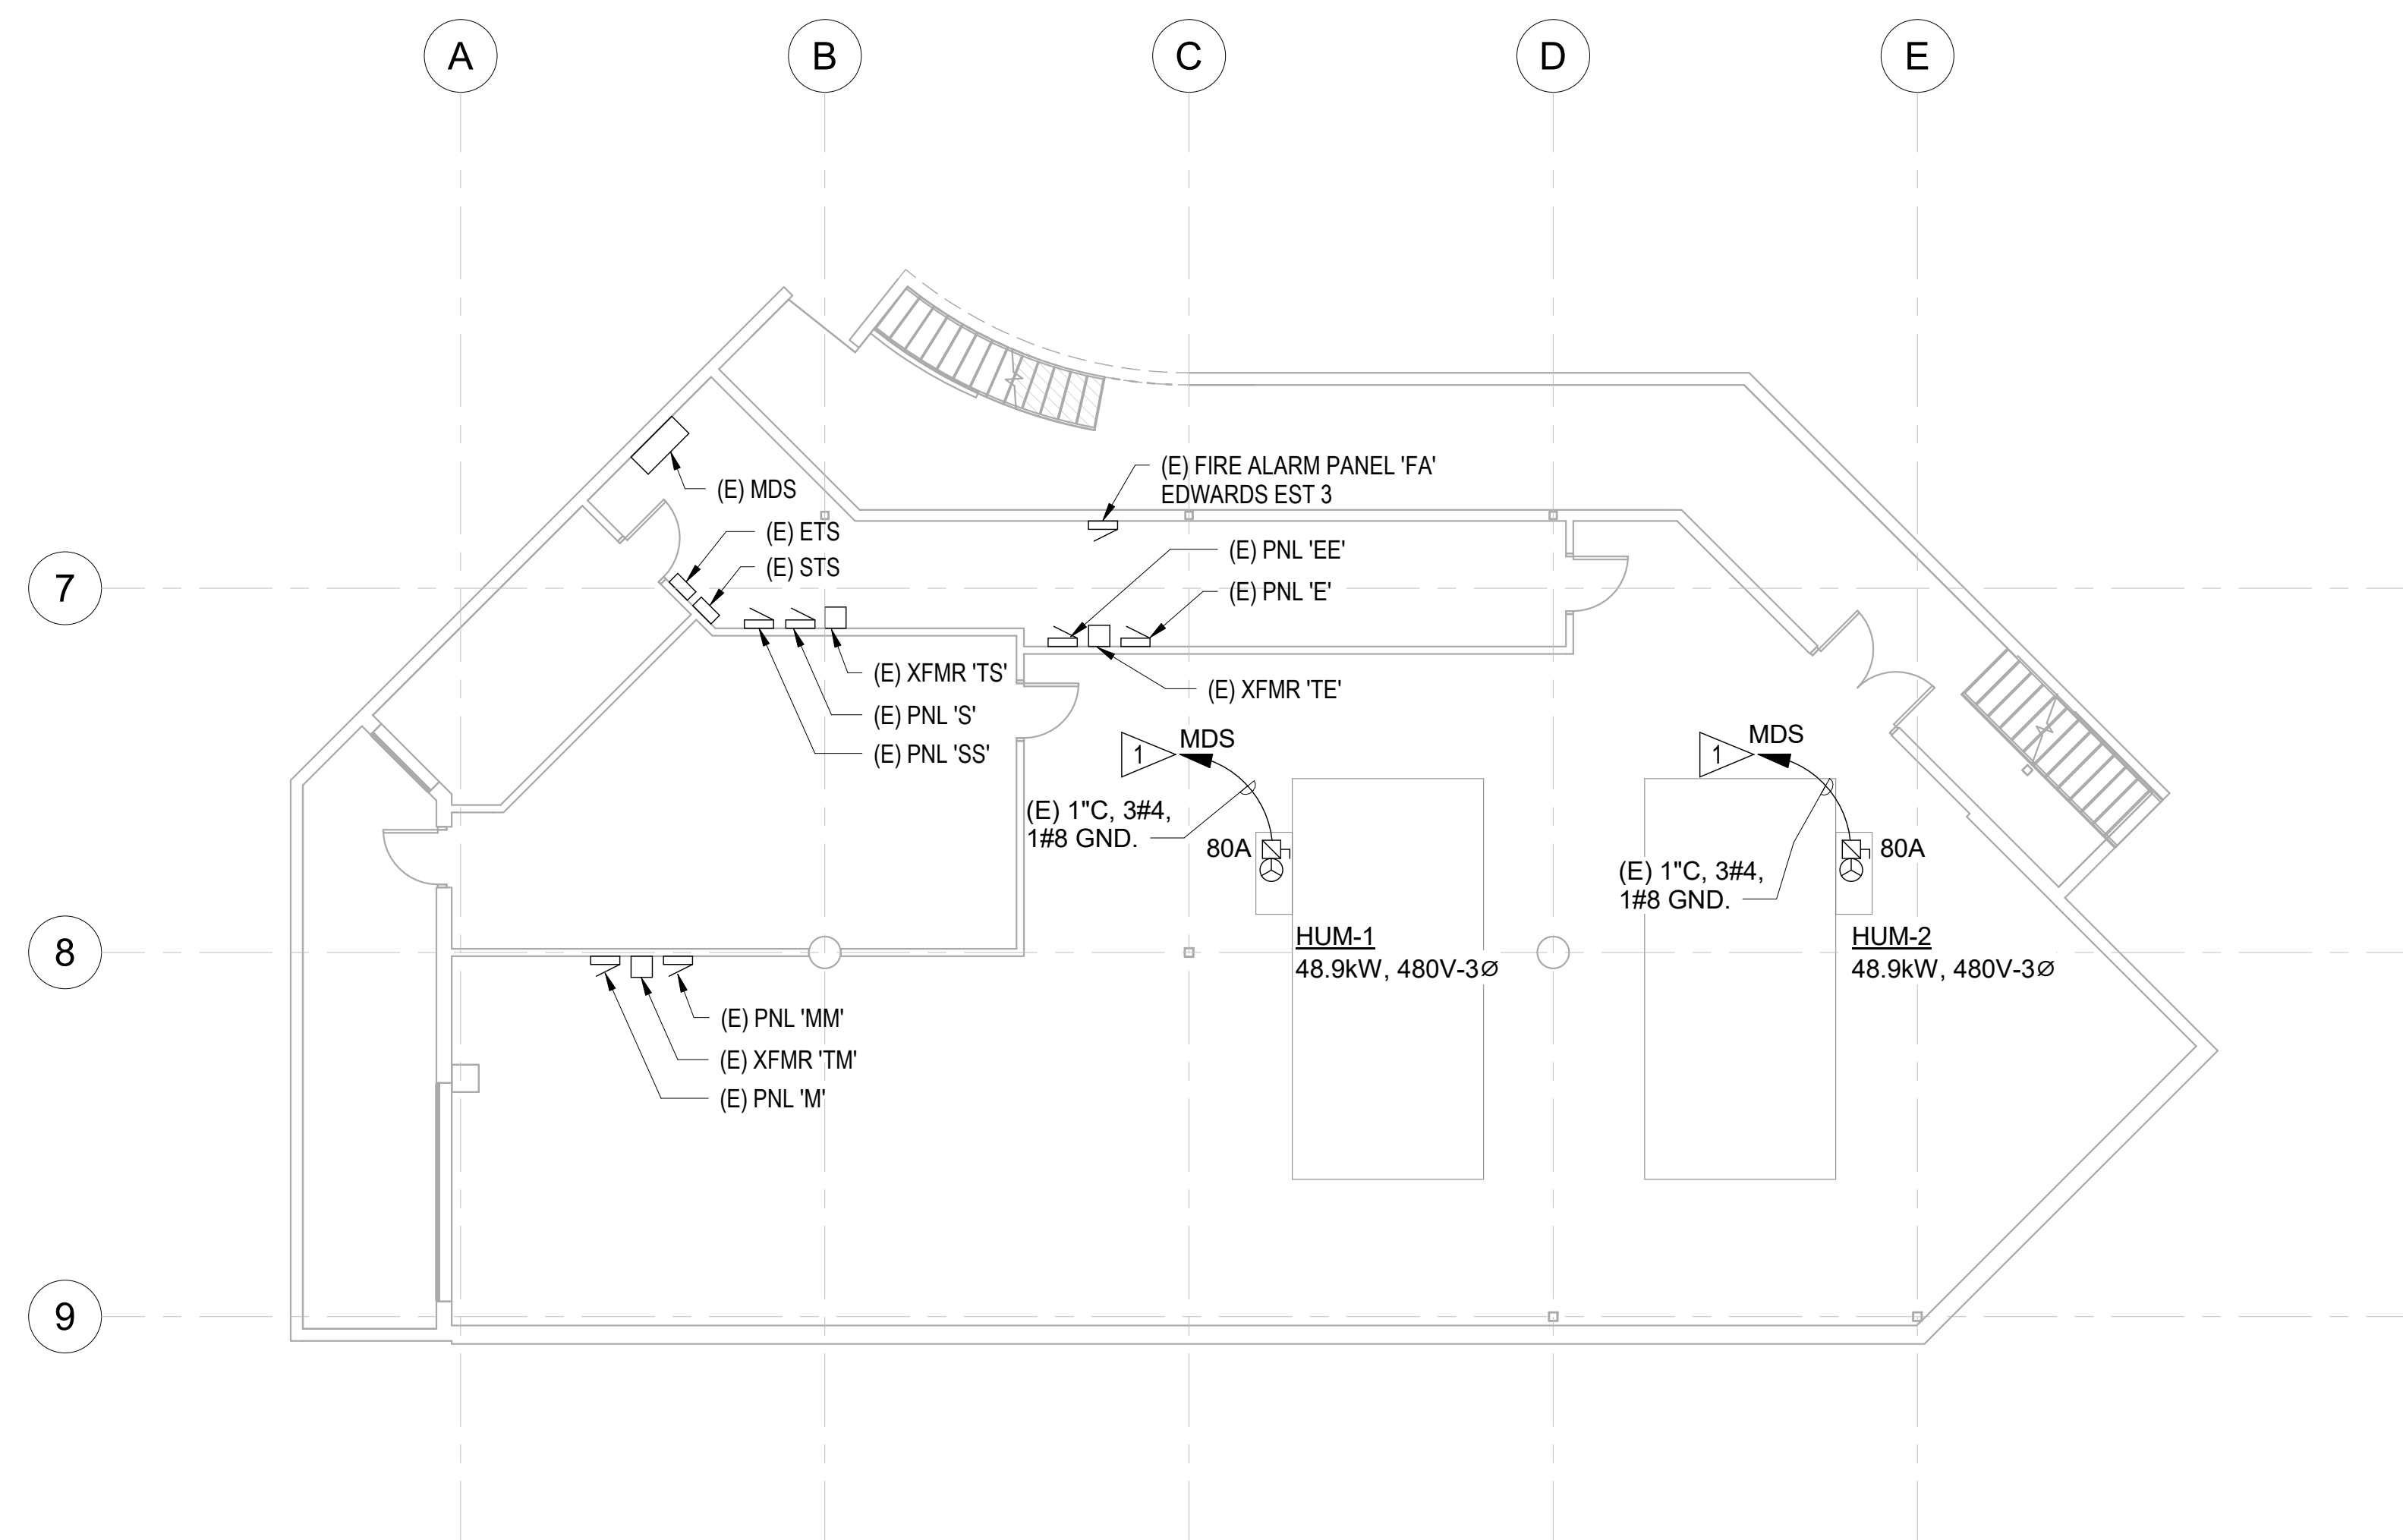 A
B
C
D
E
(E) FIRE ALARM PANEL 'FA'
EDWARDS EST 3
(E) MDS
(E) ETS
(E) STS
(E) PNL 'EE'
(E) PNL 'E'
7
(E) XFMR 'TS'
(E) PNL 'S'
(E) PNL 'SS'
(E) XFMR 'TE'
1
MDS
(E) 1"C, 3#4,
1#8 GND.
80A
1
MDS
(E) 1"C, 3#4,
1#8 GND.
80A
8
HUM-1
48.9kW, 480V-3∅
HUM-2
48.9kW, 480V-3∅
(E) PNL 'MM'
(E) XFMR 'TM'
(E) PNL 'M'
9